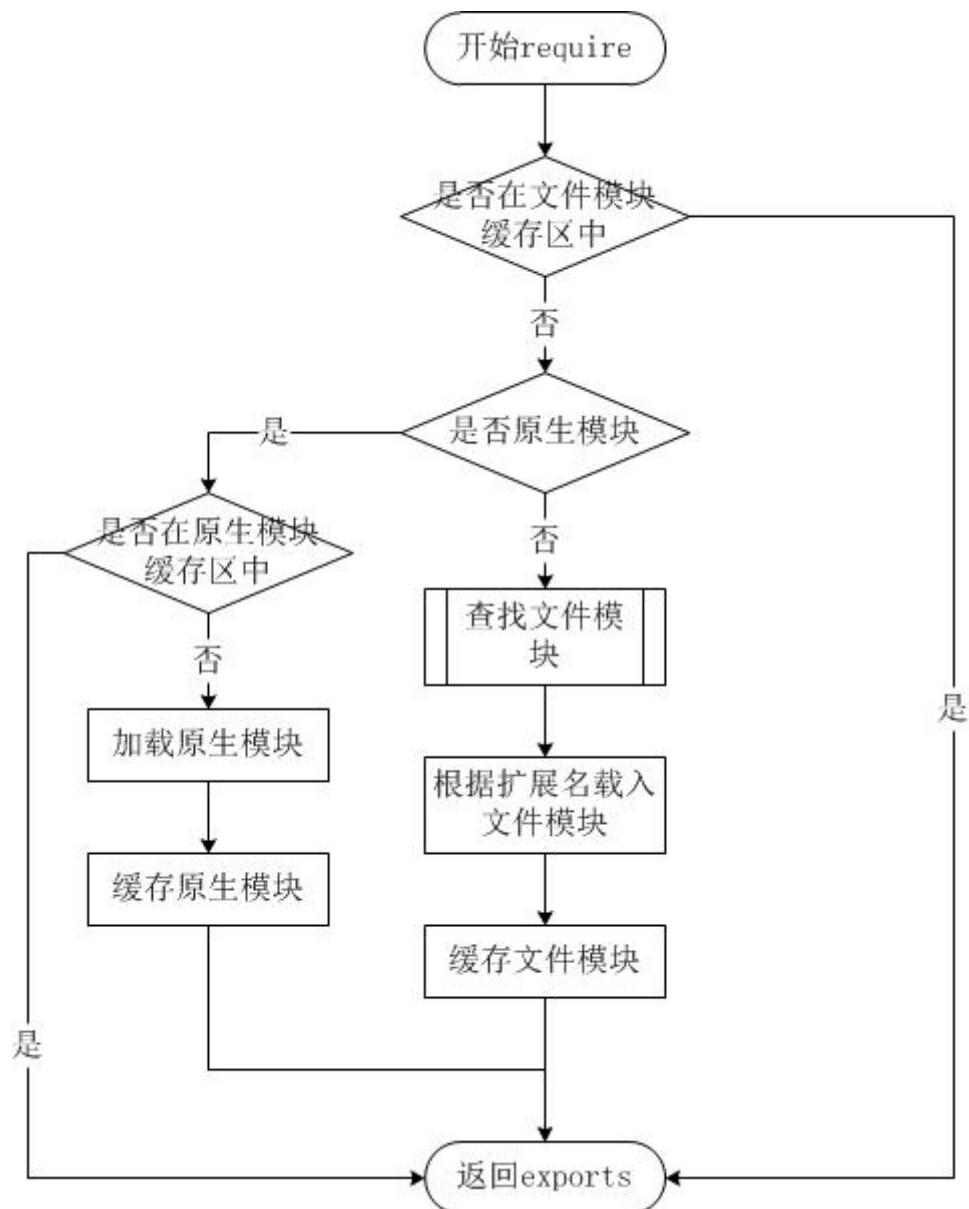 开始require
是否在文件模块
缓存区中
否
是
是否原生模块
是否在原生模块
缓存区中
否
查找文件模
块
否
是
加载原生模块
根据扩展名载入
文件模块
缓存原生模块
缓存文件模块
是
返回exports